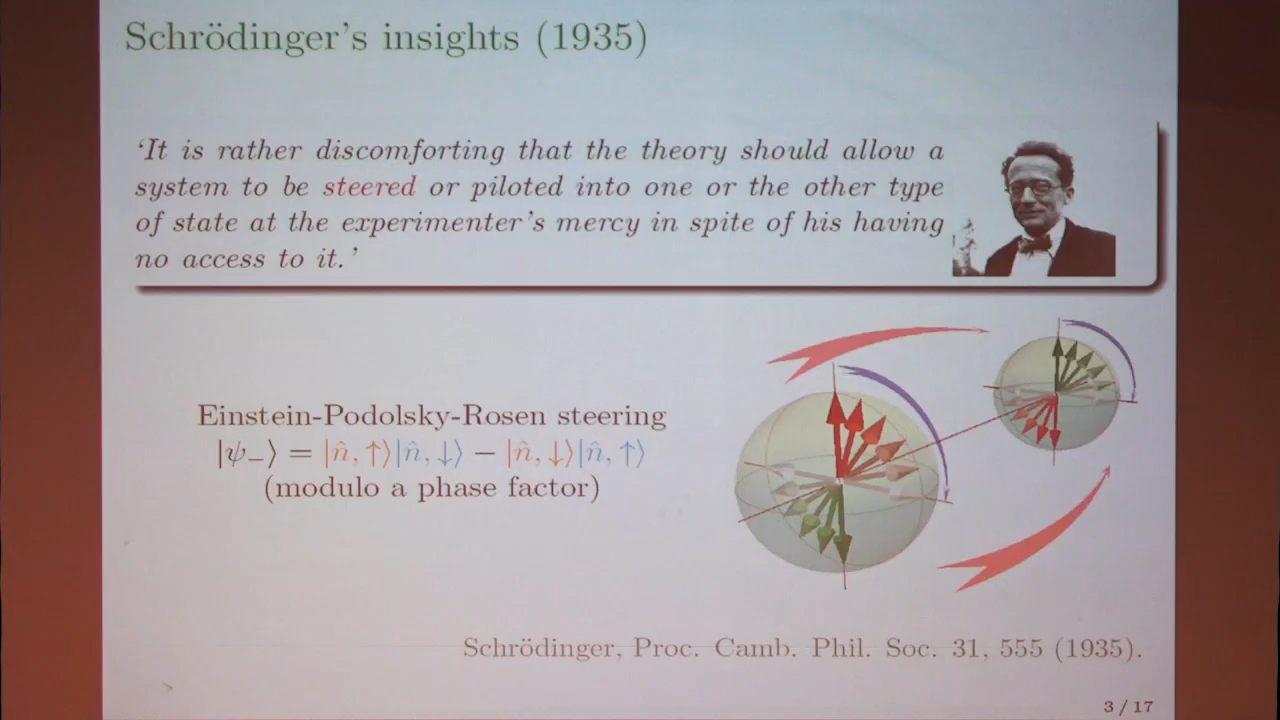 Schrödinger's insights (1935)
‘It is rather discomforting that the theory should allow a
system to be steered or piloted into one or the other type
of state at the experimenter's mercy in spite of his having
no access to it.’
Einstein-Podolsky-Rosen steering
|ψ₋⟩ = |n̂, ↑⟩|n̂, ↓⟩ − |n̂, ↓⟩|n̂, ↑⟩
(modulo a phase factor)
Schrödinger, Proc. Camb. Phil. Soc. 31, 555 (1935).
3 / 17